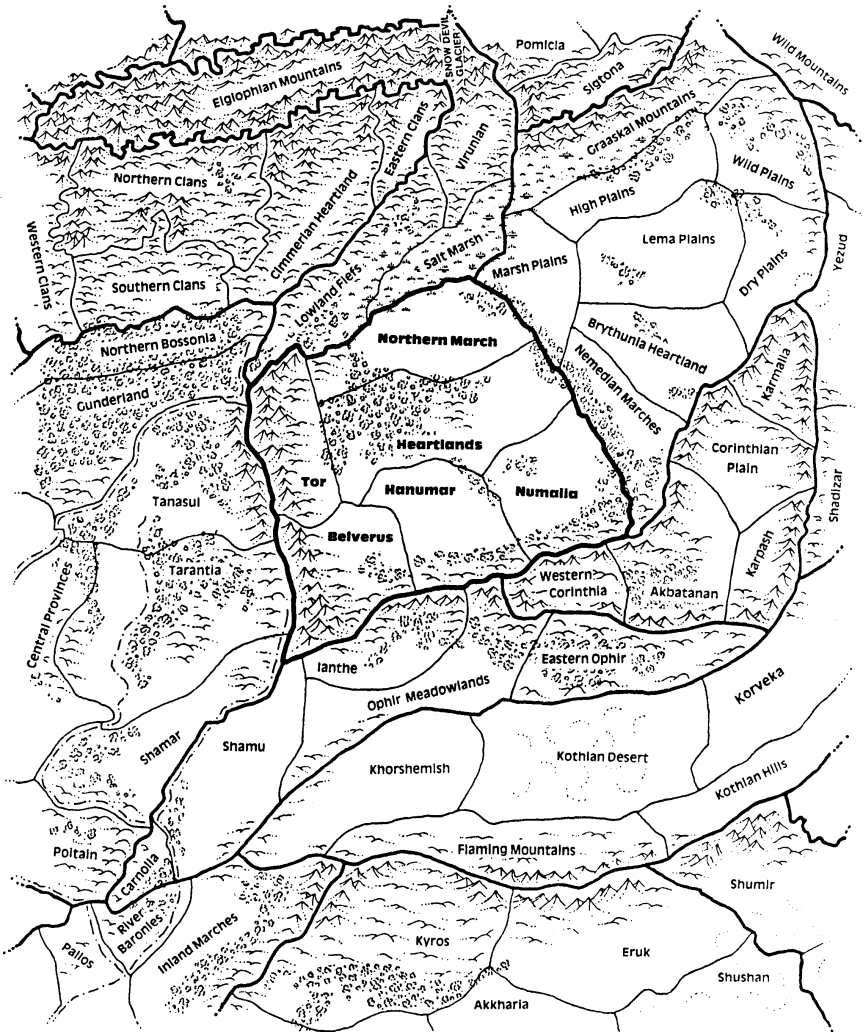 Pomicia
Wild Mountains
SNOW DEVIL
GLACIER
Eiglophian Mountains
Sigtona
Graaskal Mountains
Eastern Clans
Virunian
Northern Clans
Wild Plains
High Plains
Cimmerian Heartland
Western Clans
Lema Plains
Yezud
Salt Marsh
Marsh Plains
Dry Plains
Southern Clans
Lowland Fiefs
Northern Bossonia
Northern March
Brythunia Heartland
Nemedian Marches
Karmalia
Gunderland
Heartlands
Corinthian
Plain
Tor
Hanumar
Numalia
Shadizar
Tanasul
Belverus
Karpash
Tarantia
Western
Corinthia
Akbatanan
Central Provinces
Ianthe
Eastern Ophir
Ophir Meadowlands
Korveka
Shamar
Shamu
Khorshemish
Kothian Desert
Kothian Hills
Poitain
Flaming Mountains
Carnolla
Shumir
River
Baronies
Inland Marches
Pallos
Kyros
Eruk
Shushan
Akkharia